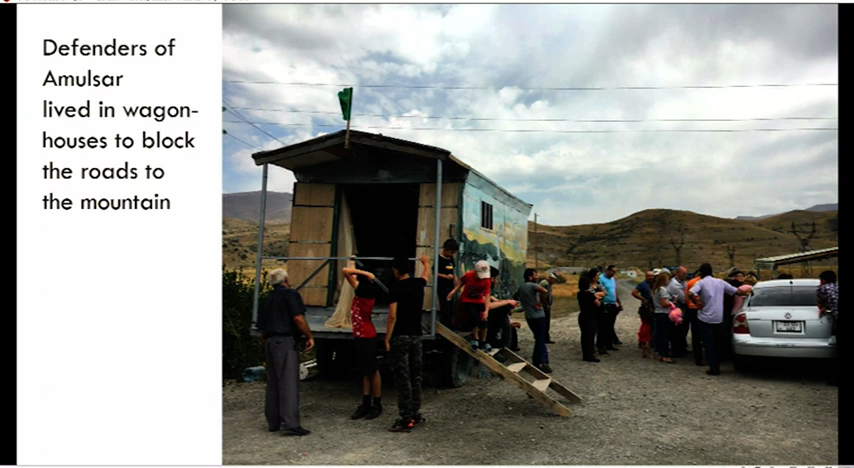 Defenders of
Amulsar
lived in wagon-
houses to block
the roads to
the mountain